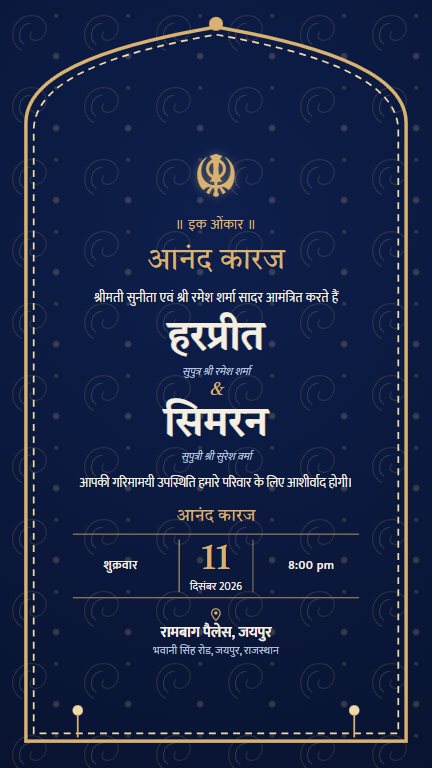 ॥ इक ओंकार ॥
आनंद कारज
श्रीमती सुनीता एवं श्री रमेश शर्मा सादर आमंत्रित करते हैं
हरप्रीत
सुपुत्र श्री रमेश शर्मा
&
सिमरन
सुपुत्री श्री सुरेश वर्मा
आपकी गरिमामयी उपस्थिति हमारे परिवार के लिए आशीर्वाद होगी।
आनंद कारज
शुक्रवार
11
दिसंबर 2026
8:00 pm
रामबाग पैलेस, जयपुर
भवानी सिंह रोड, जयपुर, राजस्थान